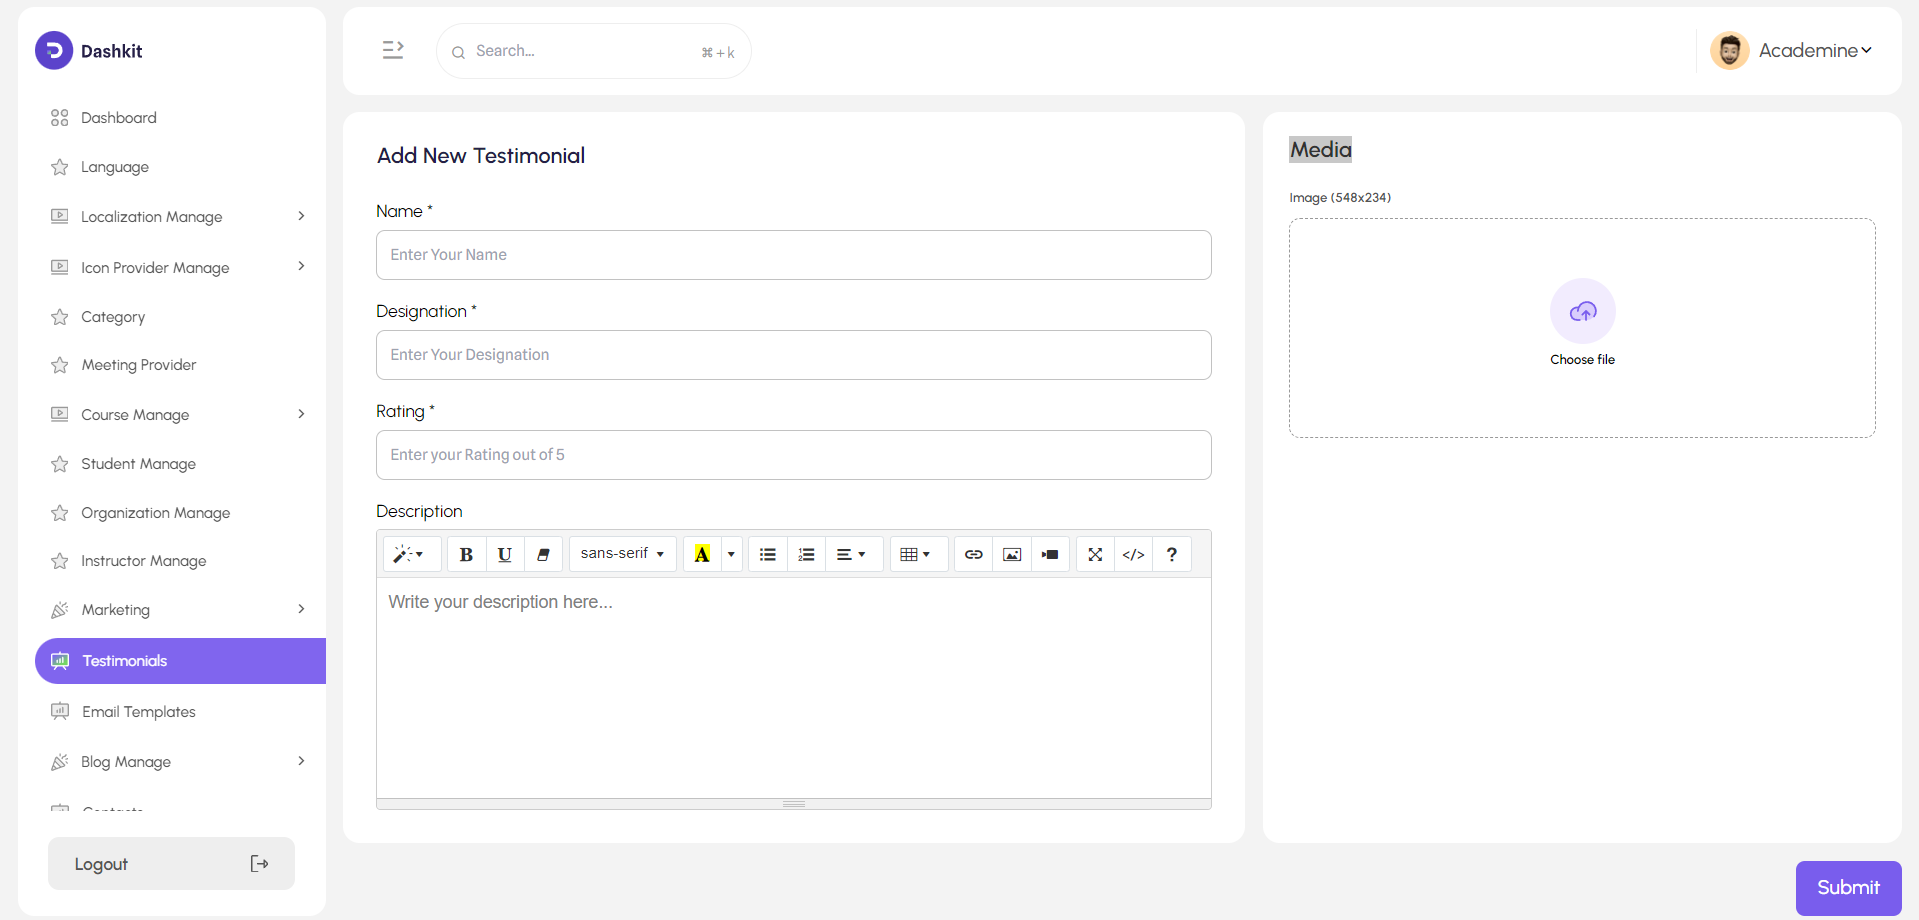 Dashkit
Search...
⌘ + k
Academine
Dashboard
Language
Localization Manage
Icon Provider Manage
Category
Meeting Provider
Course Manage
Student Manage
Organization Manage
Instructor Manage
Marketing
Testimonials
Email Templates
Blog Manage
Contacts
Logout
Add New Testimonial
Name *
Enter Your Name
Designation *
Enter Your Designation
Rating *
Enter your Rating out of 5
Description
B U sans-serif A </> ?
Write your description here...
Media
Image (548x234)
Choose file
Submit